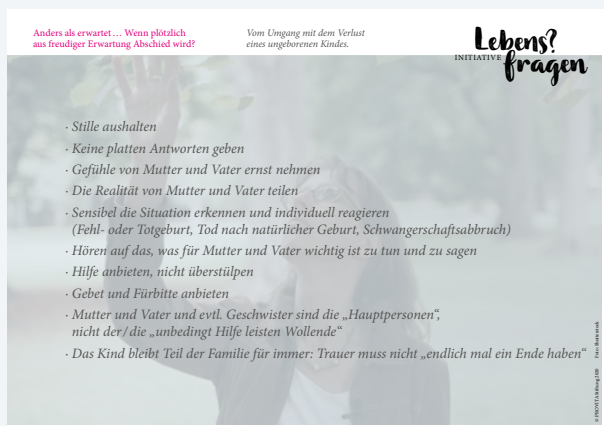 Anders als erwartet … Wenn plötzlich
aus freudiger Erwartung Abschied wird?
Vom Umgang mit dem Verlust
eines ungeborenen Kindes.
Lebens?
INITIATIVE fragen
· Stille aushalten
· Keine platten Antworten geben
· Gefühle von Mutter und Vater ernst nehmen
· Die Realität von Mutter und Vater teilen
· Sensibel die Situation erkennen und individuell reagieren
(Fehl- oder Totgeburt, Tod nach natürlicher Geburt, Schwangerschaftsabbruch)
· Hören auf das, was für Mutter und Vater wichtig ist zu tun und zu sagen
· Hilfe anbieten, nicht überstülpen
· Gebet und Fürbitte anbieten
· Mutter und Vater und evtl. Geschwister sind die „Hauptpersonen“,
nicht der / die „unbedingt Hilfe leisten Wollende“
· Das Kind bleibt Teil der Familie für immer: Trauer muss nicht „endlich mal ein Ende haben“